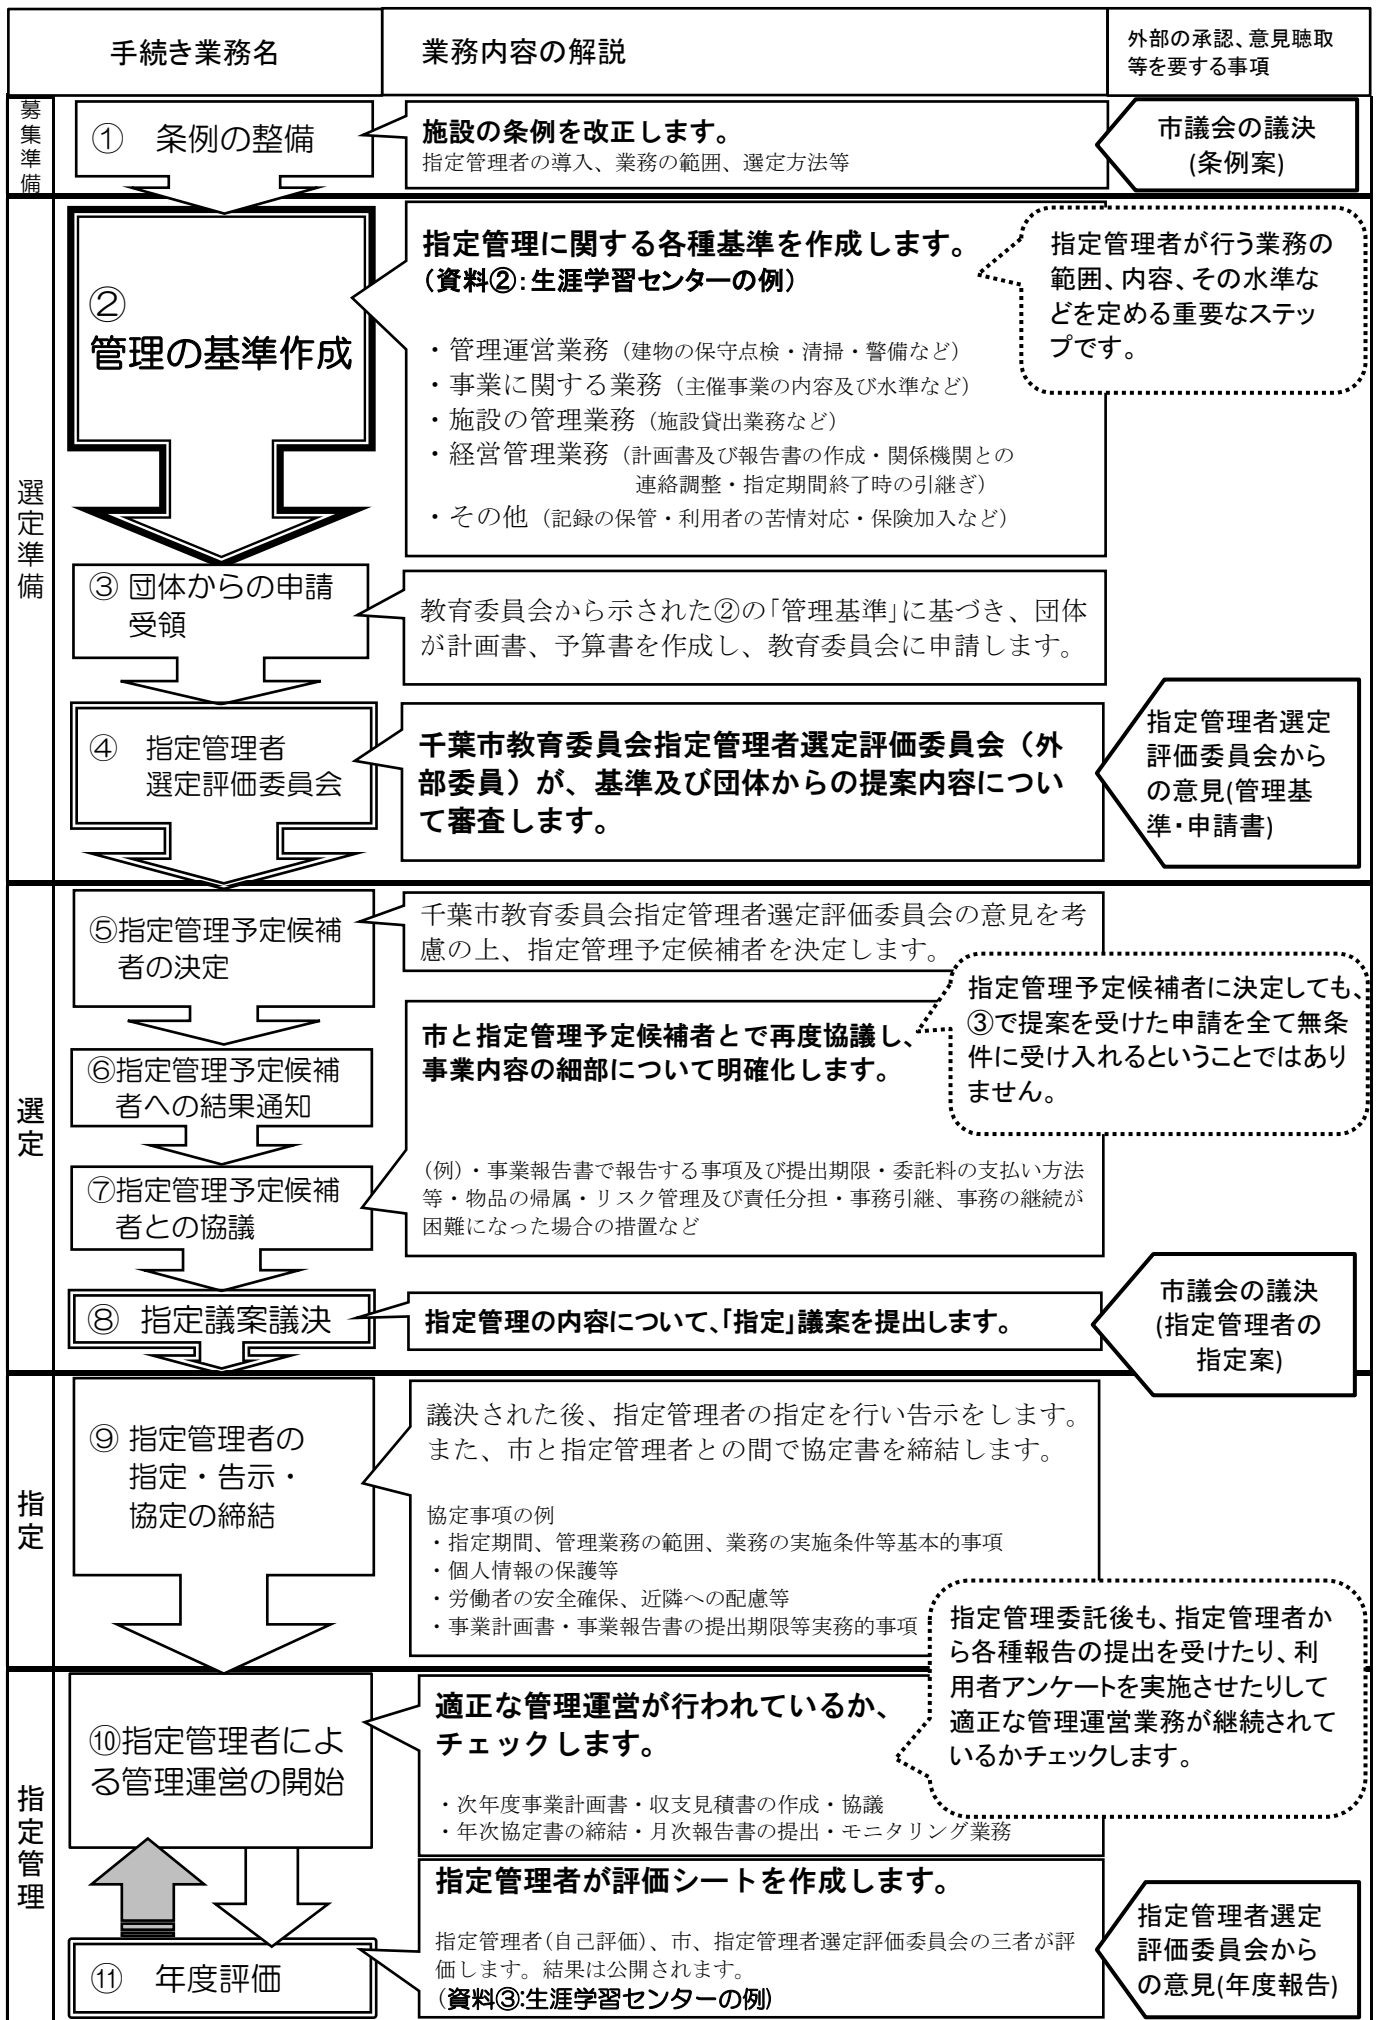 手続き業務名
業務内容の解説
外部の承認、意見聴取
等を要する事項
募集準備
① 条例の整備
施設の条例を改正します。
指定管理者の導入、業務の範囲、選定方法等
市議会の議決
(条例案)
選定準備
②
管理の基準作成
指定管理に関する各種基準を作成します。
(資料②:生涯学習センターの例)
・管理運営業務（建物の保守点検・清掃・警備など）
・事業に関する業務（主催事業の内容及び水準など）
・施設の管理業務（施設貸出業務など）
・経営管理業務（計画書及び報告書の作成・関係機関との
連絡調整・指定期間終了時の引継ぎ）
・その他（記録の保管・利用者の苦情対応・保険加入など）
指定管理者が行う業務の
範囲、内容、その水準な
どを定める重要なステッ
プです。
③ 団体からの申請
受領
教育委員会から示された②の「管理基準」に基づき、団体
が計画書、予算書を作成し、教育委員会に申請します。
④ 指定管理者
選定評価委員会
千葉市教育委員会指定管理者選定評価委員会（外
部委員）が、基準及び団体からの提案内容につい
て審査します。
指定管理者選定
評価委員会から
の意見(管理基
準・申請書)
選定
⑤指定管理予定候補
者の決定
千葉市教育委員会指定管理者選定評価委員会の意見を考
慮の上、指定管理予定候補者を決定します。
⑥指定管理予定候補
者への結果通知
市と指定管理予定候補者とで再度協議し、
事業内容の細部について明確化します。
指定管理予定候補者に決定しても、
③で提案を受けた申請を全て無条
件に受け入れるということではあり
ません。
⑦指定管理予定候補
者との協議
(例)・事業報告書で報告する事項及び提出期限・委託料の支払い方法
等・物品の帰属・リスク管理及び責任分担・事務引継、事務の継続が
困難になった場合の措置など
⑧ 指定議案議決
指定管理の内容について、「指定」議案を提出します。
市議会の議決
(指定管理者の
指定案)
指定
⑨ 指定管理者の
指定・告示・
協定の締結
議決された後、指定管理者の指定を行い告示をします。
また、市と指定管理者との間で協定書を締結します。
協定事項の例
・指定期間、管理業務の範囲、業務の実施条件等基本的事項
・個人情報の保護等
・労働者の安全確保、近隣への配慮等
・事業計画書・事業報告書の提出期限等実務的事項
指定管理委託後も、指定管理者か
ら各種報告の提出を受けたり、利
用者アンケートを実施させたりして
適正な管理運営業務が継続されて
いるかチェックします。
指定管理
⑩指定管理者によ
る管理運営の開始
適正な管理運営が行われているか、
チェックします。
・次年度事業計画書・収支見積書の作成・協議
・年次協定書の締結・月次報告書の提出・モニタリング業務
⑪ 年度評価
指定管理者が評価シートを作成します。
指定管理者(自己評価)、市、指定管理者選定評価委員会の三者が評
価します。結果は公開されます。
(資料③:生涯学習センターの例)
指定管理者選定
評価委員会から
の意見(年度報告)